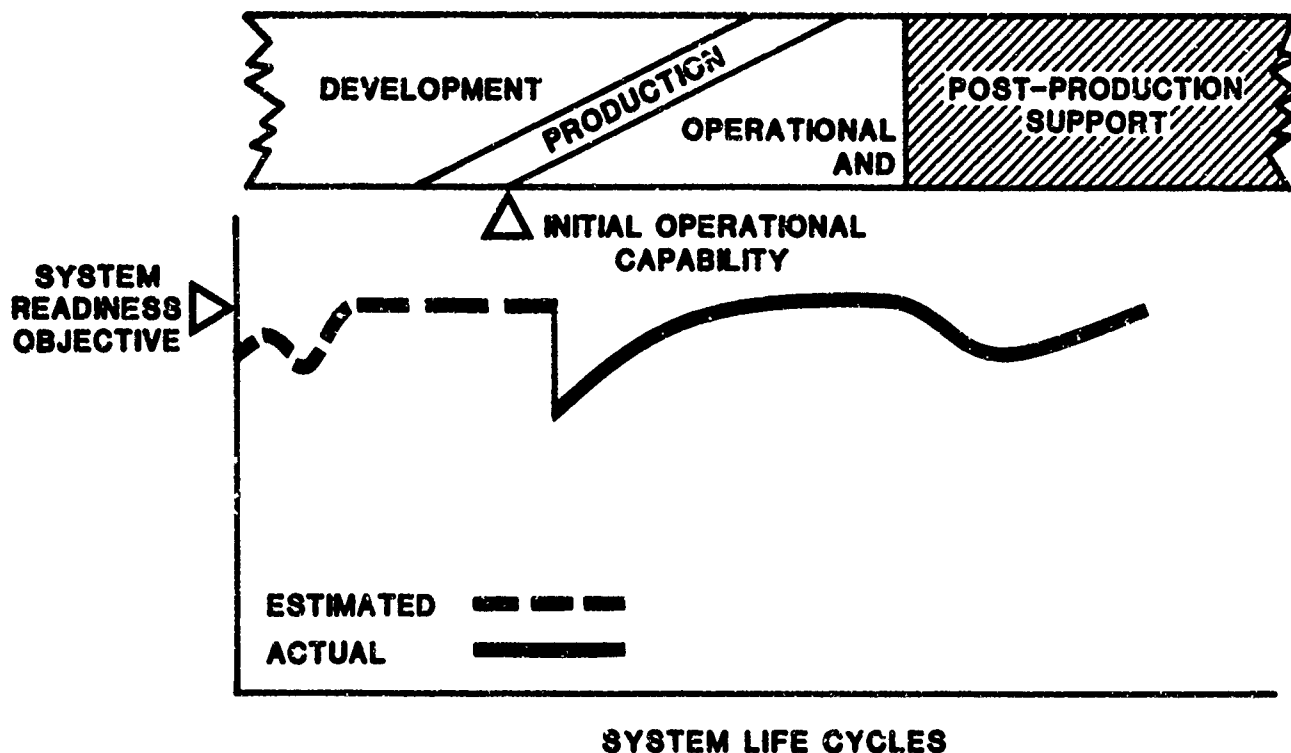 DEVELOPMENT
PRODUCTION
OPERATIONAL
AND
POST-PRODUCTION
SUPPORT
INITIAL OPERATIONAL
CAPABILITY
SYSTEM
READINESS
OBJECTIVE
ESTIMATED
ACTUAL
SYSTEM LIFE CYCLES